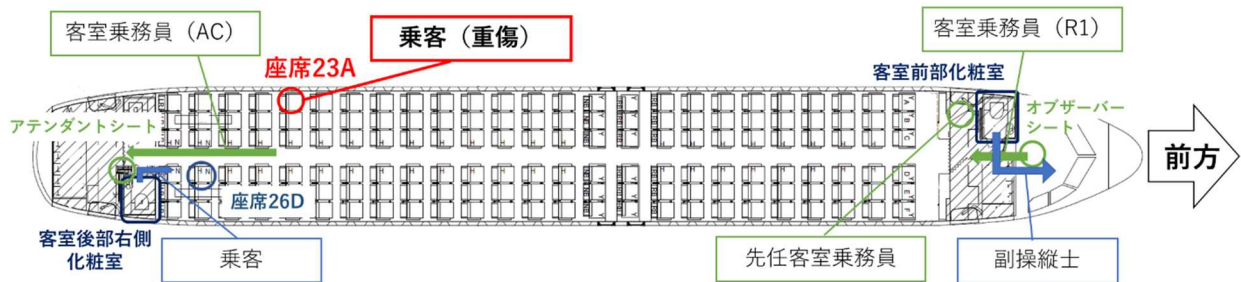 客室乗務員（AC）
乗客（重傷）
客室乗務員（R1）
座席23A
客室前部化粧室
アテンダントシート
オブザーバー
シート
前方
座席26D
客室後部右側
化粧室
乗客
先任客室乗務員
副操縦士